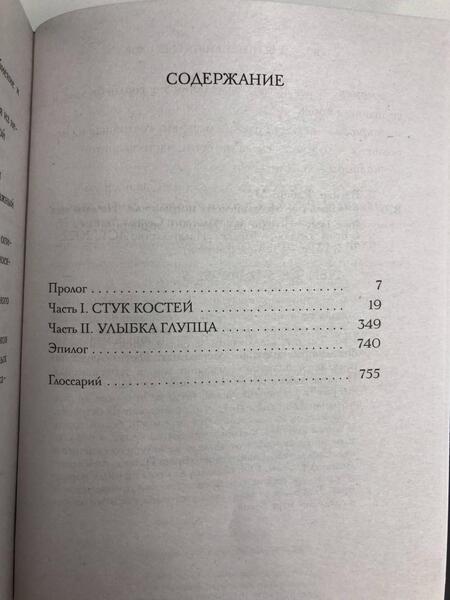 СОДЕРЖАНИЕ
Пролог . . . . . . . . . . . . . . . . . . . . . . . . . . . . . . . . . . . . 7
Часть I. СТУК КОСТЕЙ . . . . . . . . . . . . . . . . . . . . . 19
Часть II. УЛЫБКА ГЛУПЦА . . . . . . . . . . . . . . . . . 349
Эпилог . . . . . . . . . . . . . . . . . . . . . . . . . . . . . . . . . . 740
Глоссарий . . . . . . . . . . . . . . . . . . . . . . . . . . . . . . . 755